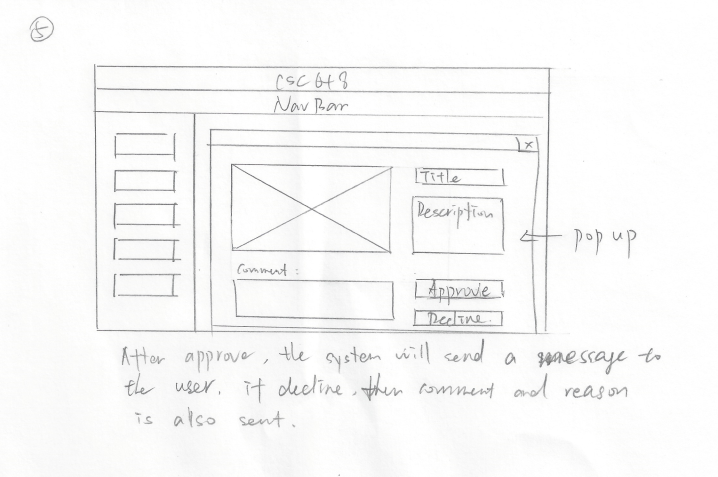 5
CSC 648
Nav Bar
x
Title
Description
pop up
Comment :
Approve
Decline.
After approve, the system will send a message to
the user. if decline, then comment and reason
is also sent.